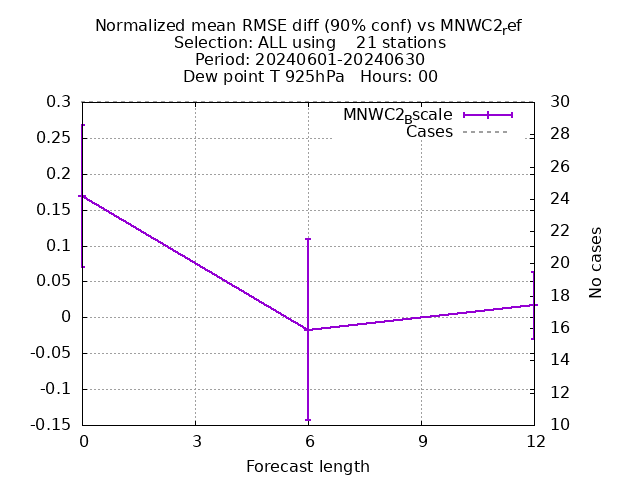 Normalized mean RMSE diff (90% conf) vs MNWC2_ref
Selection: ALL using    21 stations
Period: 20240601-20240630
Dew point T 925hPa   Hours: 00
0.3
0.25
0.2
0.15
0.1
0.05
0
-0.05
-0.1
-0.15
MNWC2_Bscale
Cases
30
28
26
24
22
20
18
16
14
12
10
No cases
0 3 6 9 12
Forecast length